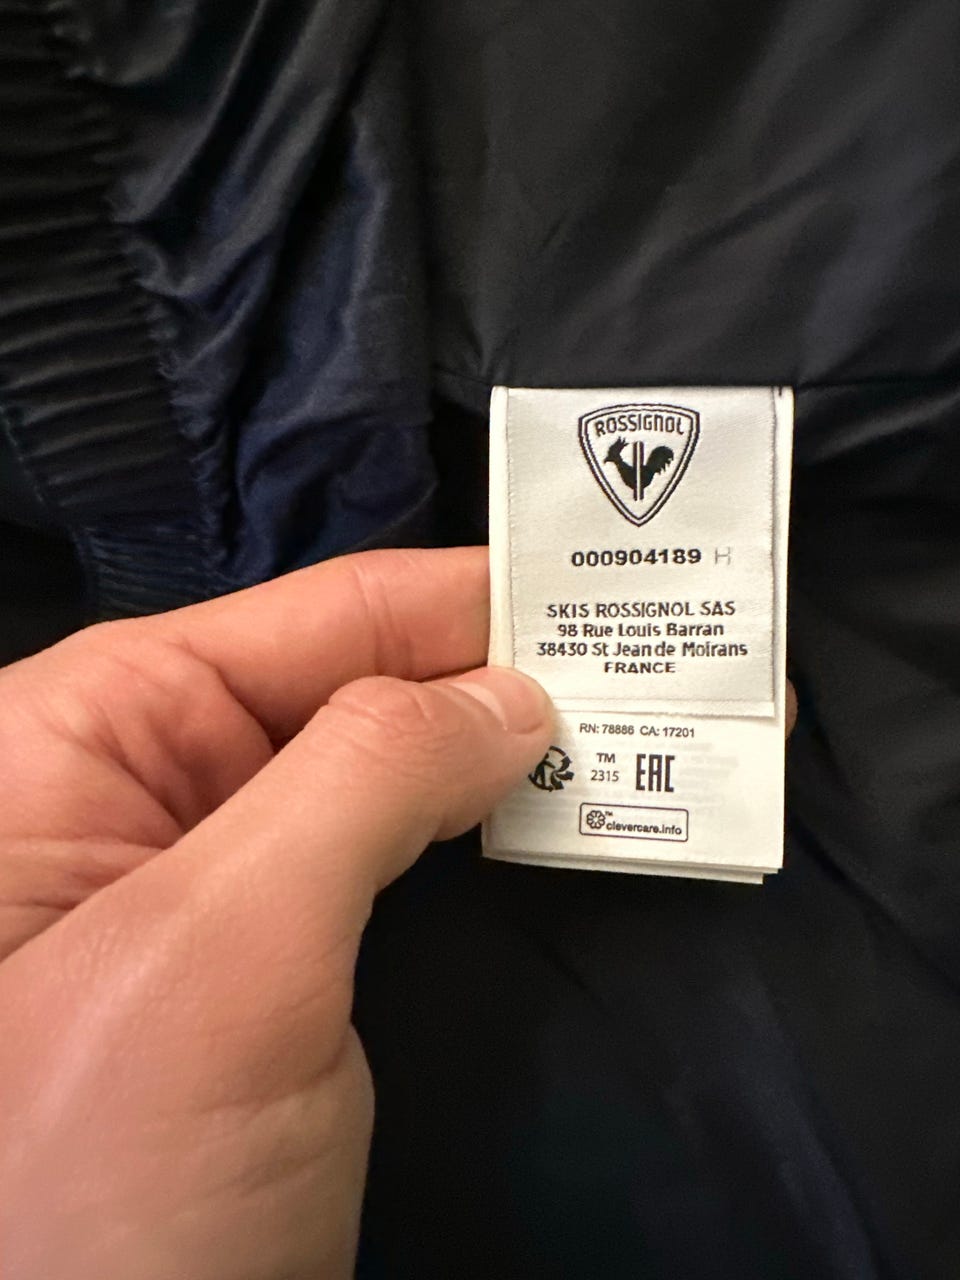 ROSSIGNOL
000904189 H
SKIS ROSSIGNOL SAS
98 Rue Louis Barran
38430 St Jean de Moirans
FRANCE
RN: 78886 CA: 17201
TM
2315
EAC
TM
clevercare.info